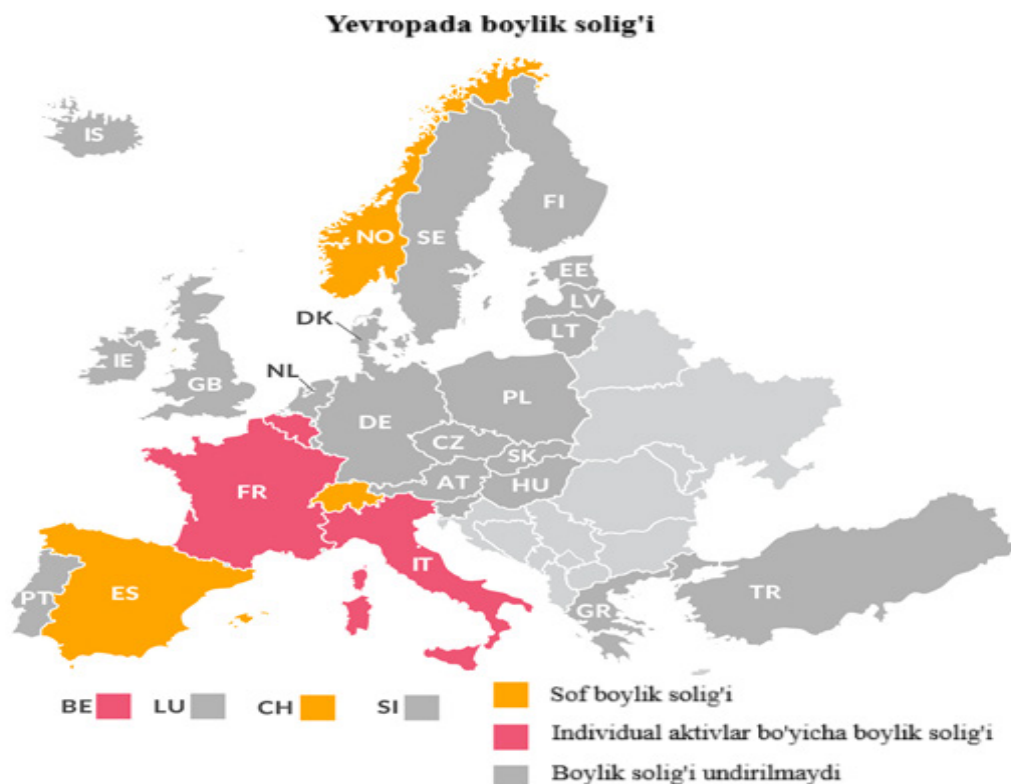 Yevropada boylik solig'i
IS
NO
SE
FI
EE
LV
LT
DK
IE
GB
NL
DE
PL
CZ
SK
AT
HU
FR
IT
PT
ES
GR
TR
BE
LU
CH
SI
Sof boylik solig'i
Individual aktivlar bo'yicha boylik solig'i
Boylik solig'i undirilmaydi